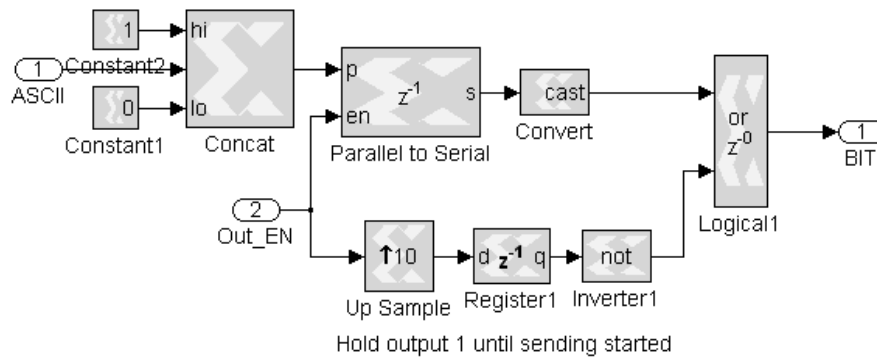 1
hi
1
ASCII
Constant2
0
lo
Constant1
Concat
p
z-1
s
en
Parallel to Serial
cast
Convert
or
z-0
Logical1
1
BIT
2
Out_EN
↑10
Up Sample
d z-1 q
Register1
not
Inverter1
Hold output 1 until sending started